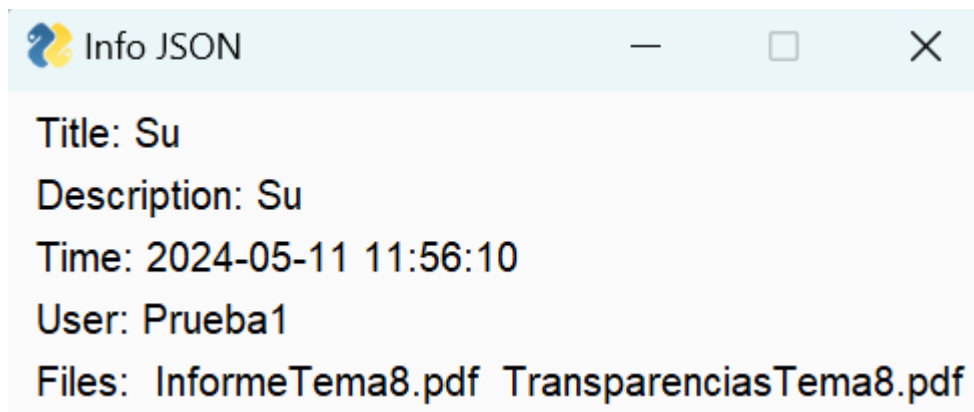 Info JSON
Title: Su
Description: Su
Time: 2024-05-11 11:56:10
User: Prueba1
Files:  InformeTema8.pdf  TransparenciasTema8.pdf